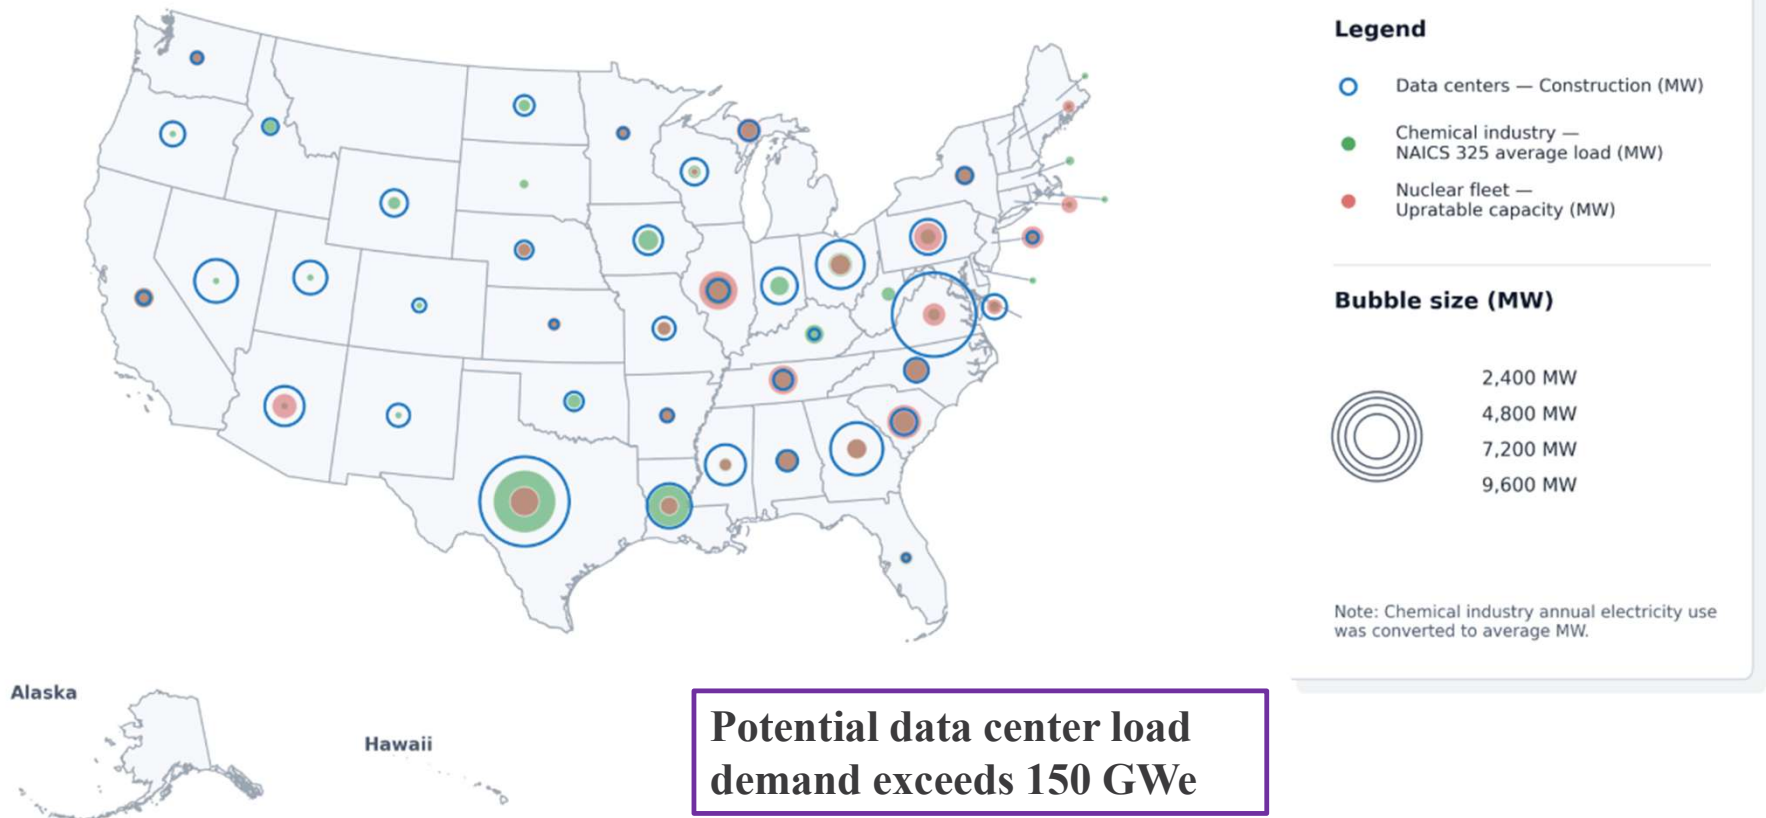 Legend
Data centers — Construction (MW)
Chemical industry —
NAICS 325 average load (MW)
Nuclear fleet —
Upratable capacity (MW)
Bubble size (MW)
2,400 MW
4,800 MW
7,200 MW
9,600 MW
Note: Chemical industry annual electricity use
was converted to average MW.
Alaska
Hawaii
Potential data center load
demand exceeds 150 GWe